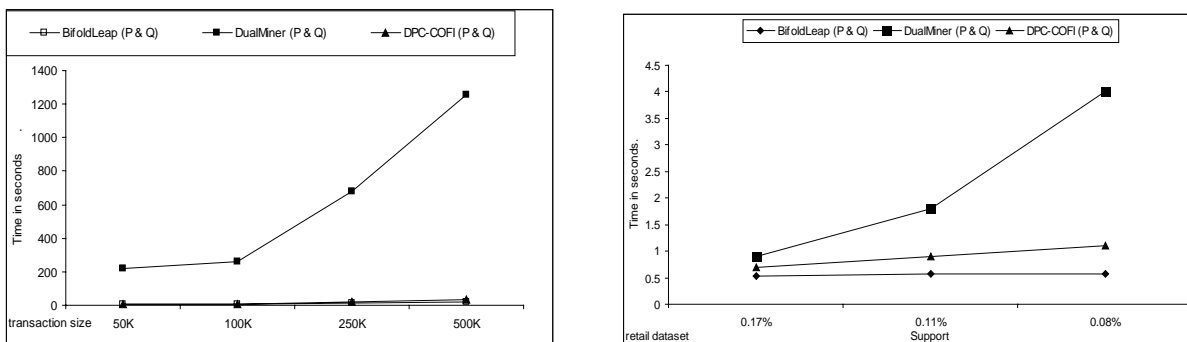 BifoldLeap (P & Q) DualMiner (P & Q) DPC-COFI (P & Q)
1400
1200
1000
800
600
400
200
0
Time in seconds .
transaction size 50K 100K 250K 500K
BifoldLeap (P & Q) DualMiner (P & Q) DPC-COFI (P & Q)
4.5
4
3.5
3
2.5
2
1.5
1
0.5
0
Time in seconds.
0.17% 0.11% 0.08%
retail dataset Support